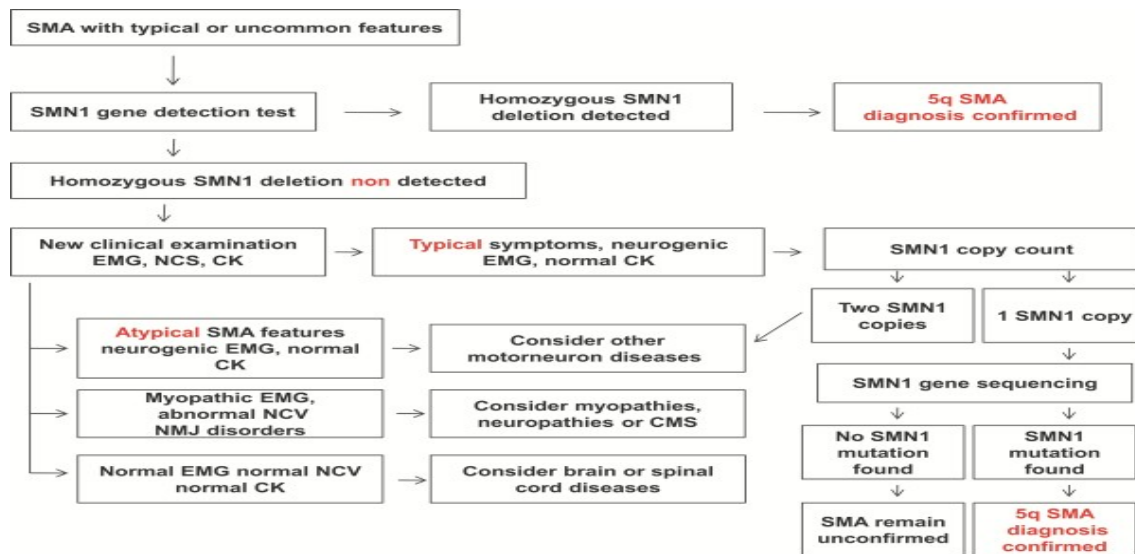 SMA with typical or uncommon features
SMN1 gene detection test
Homozygous SMN1
deletion detected
5q SMA
diagnosis confirmed
Homozygous SMN1 deletion non detected
New clinical examination
EMG, NCS, CK
Typical symptoms, neurogenic
EMG, normal CK
SMN1 copy count
Two SMN1
copies
1 SMN1 copy
Atypical SMA features
neurogenic EMG, normal
CK
Consider other
motorneuron diseases
SMN1 gene sequencing
Myopathic EMG,
abnormal NCV
NMJ disorders
Consider myopathies,
neuropathies or CMS
No SMN1
mutation
found
SMN1
mutation
found
Normal EMG normal NCV
normal CK
Consider brain or spinal
cord diseases
SMA remain
unconfirmed
5q SMA
diagnosis
confirmed